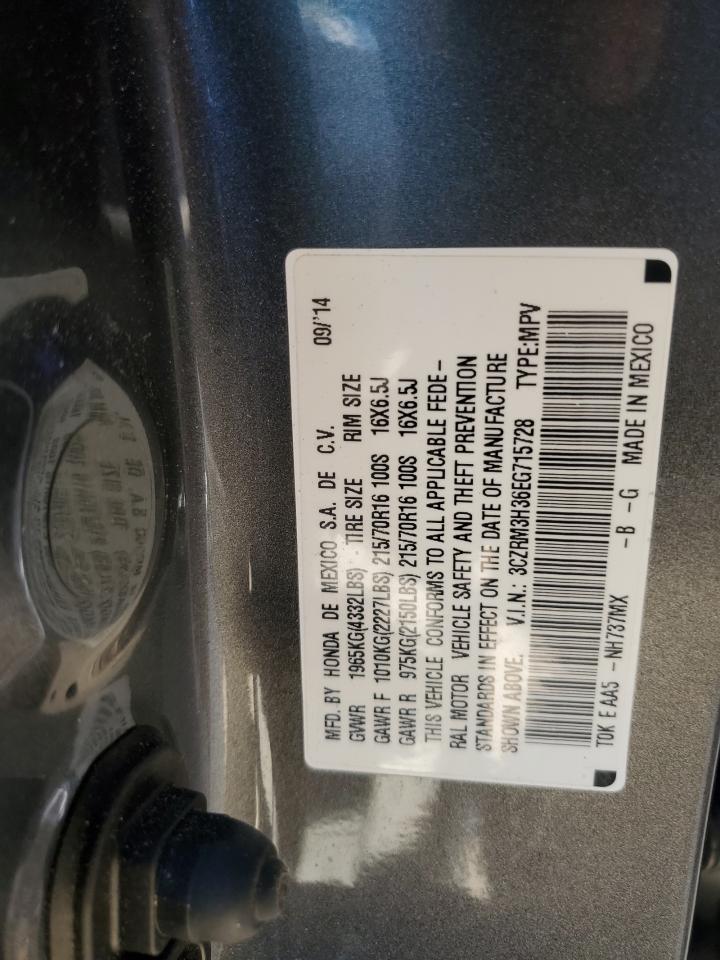 MFD. BY HONDA DE MEXICO S.A. DE C.V. 09/'14
GVWR 1965KG(4332LBS) TIRE SIZE RIM SIZE
GAWR F 1010KG(2227LBS) 215/70R16 100S 16X6.5J
GAWR R 975KG(2150LBS) 215/70R16 100S 16X6.5J
THIS VEHICLE CONFORMS TO ALL APPLICABLE FEDE-
RAL MOTOR VEHICLE SAFETY AND THEFT PREVENTION
STANDARDS IN EFFECT ON THE DATE OF MANUFACTURE
SHOWN ABOVE. V.I.N.: 3CZRM3H36EG715728 TYPE:MPV
T0K E AA5 -NH737MX -B -G MADE IN MEXICO